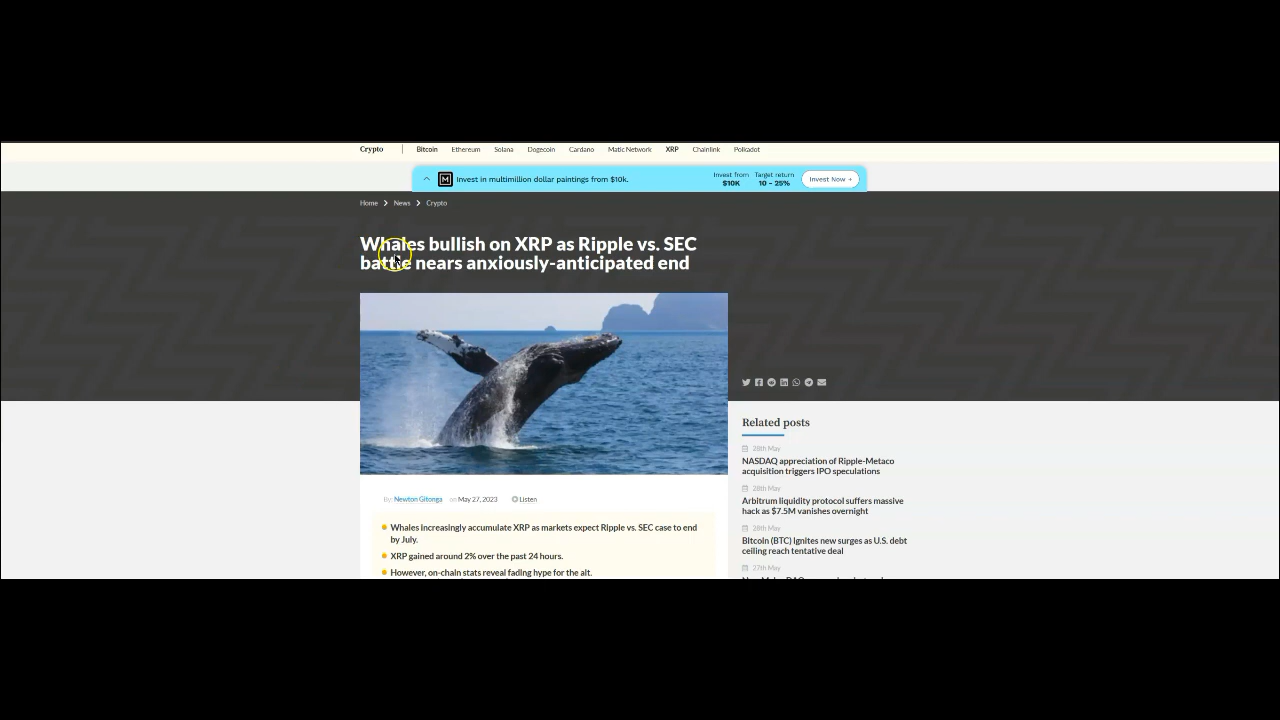 Crypto Bitcoin Ethereum Solana Dogecoin Cardano Matic Network XRP Chainlink Polkadot
M Invest in multimillion dollar paintings from $10k.
Invest from Target return
$10K 10 - 25%
Invest Now →
Home News Crypto
Whales bullish on XRP as Ripple vs. SEC
battle nears anxiously-anticipated end
By: Newton Gitonga on May 27, 2023 Listen
Whales increasingly accumulate XRP as markets expect Ripple vs. SEC case to end
by July.
XRP gained around 2% over the past 24 hours.
However, on-chain stats reveal fading hype for the alt.
Related posts
28th May
NASDAQ appreciation of Ripple-Metaco
acquisition triggers IPO speculations
28th May
Arbitrum liquidity protocol suffers massive
hack as $7.5M vanishes overnight
28th May
Bitcoin (BTC) ignites new surges as U.S. debt
ceiling reach tentative deal
27th May